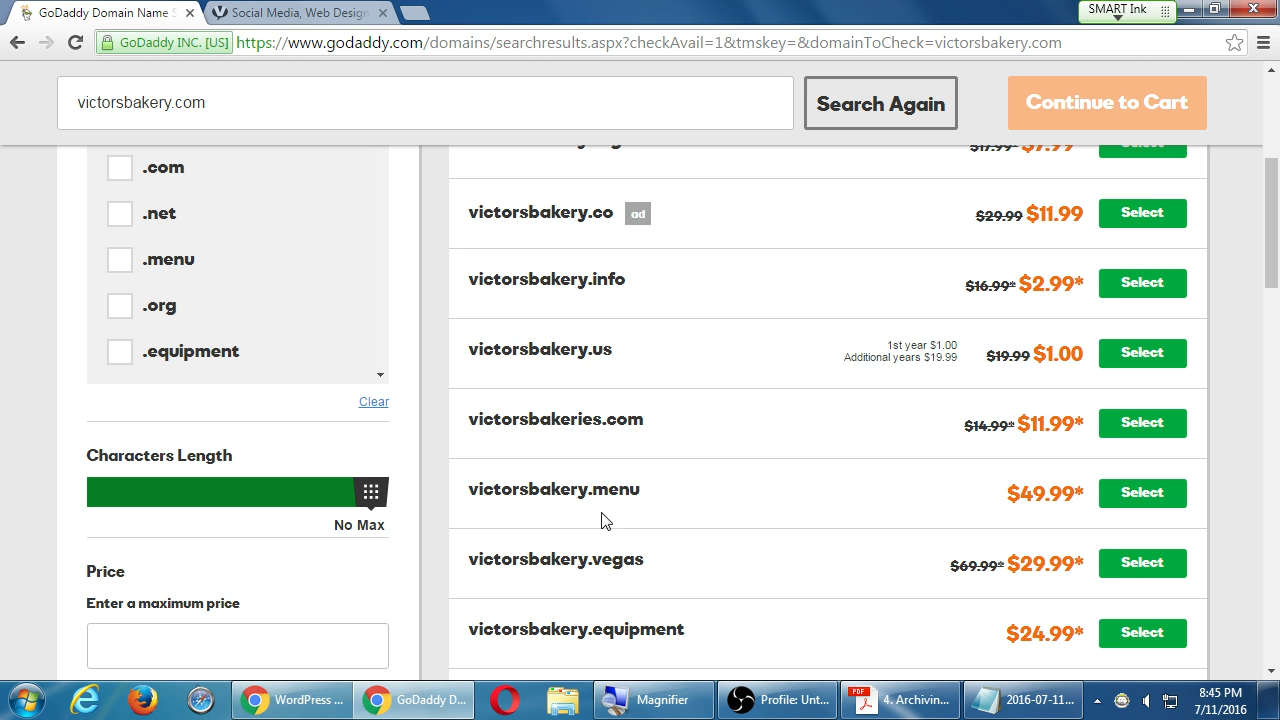 GoDaddy Domain Name S
Social Media, Web Design
SMART Ink
GoDaddy INC. [US]
https://www.godaddy.com/domains/searchresults.aspx?checkAvail=1&tmskey=&domainToCheck=victorsbakery.com
victorsbakery.com
Search Again
Continue to Cart
.com
.net
.menu
.org
.equipment
Clear
Characters Length
No Max
Price
Enter a maximum price
$17.99* $7.99
victorsbakery.co ad $29.99 $11.99 Select
victorsbakery.info $16.99* $2.99* Select
victorsbakery.us 1st year $1.00 $19.99 $1.00 Select
Additional years $19.99
victorsbakeries.com $14.99* $11.99* Select
victorsbakery.menu $49.99* Select
victorsbakery.vegas $69.99* $29.99* Select
victorsbakery.equipment $24.99* Select
WordPress ...
GoDaddy D...
Magnifier
Profile: Unt...
PDF
4. Archivin...
2016-07-11...
8:45 PM
7/11/2016